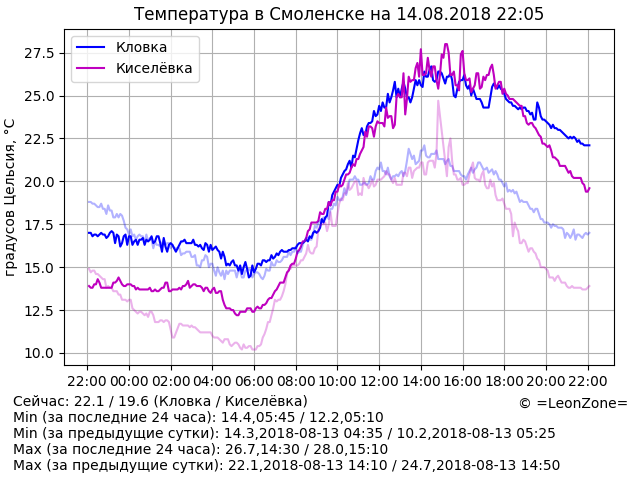 Температура в Смоленске на 14.08.2018 22:05
Кловка
Киселёвка
градусов Цельсия, °C
27.5
25.0
22.5
20.0
17.5
15.0
12.5
10.0
22:00 00:00 02:00 04:00 06:00 08:00 10:00 12:00 14:00 16:00 18:00 20:00 22:00
Сейчас: 22.1 / 19.6 (Кловка / Киселёвка)
© =LeonZone=
Min (за последние 24 часа): 14.4,05:45 / 12.2,05:10
Min (за предыдущие сутки): 14.3,2018-08-13 04:35 / 10.2,2018-08-13 05:25
Max (за последние 24 часа): 26.7,14:30 / 28.0,15:10
Max (за предыдущие сутки): 22.1,2018-08-13 14:10 / 24.7,2018-08-13 14:50